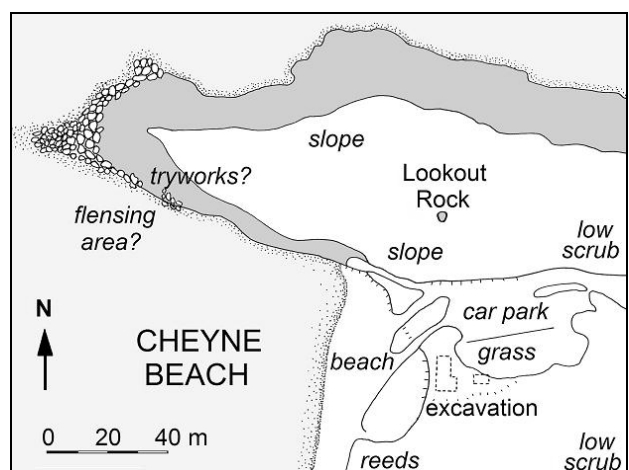 slope
Lookout
Rock
tryworks?
flensing
area?
slope
low
scrub
N
CHEYNE
BEACH
car park
beach
grass
excavation
0 20 40 m
reeds
low
scrub